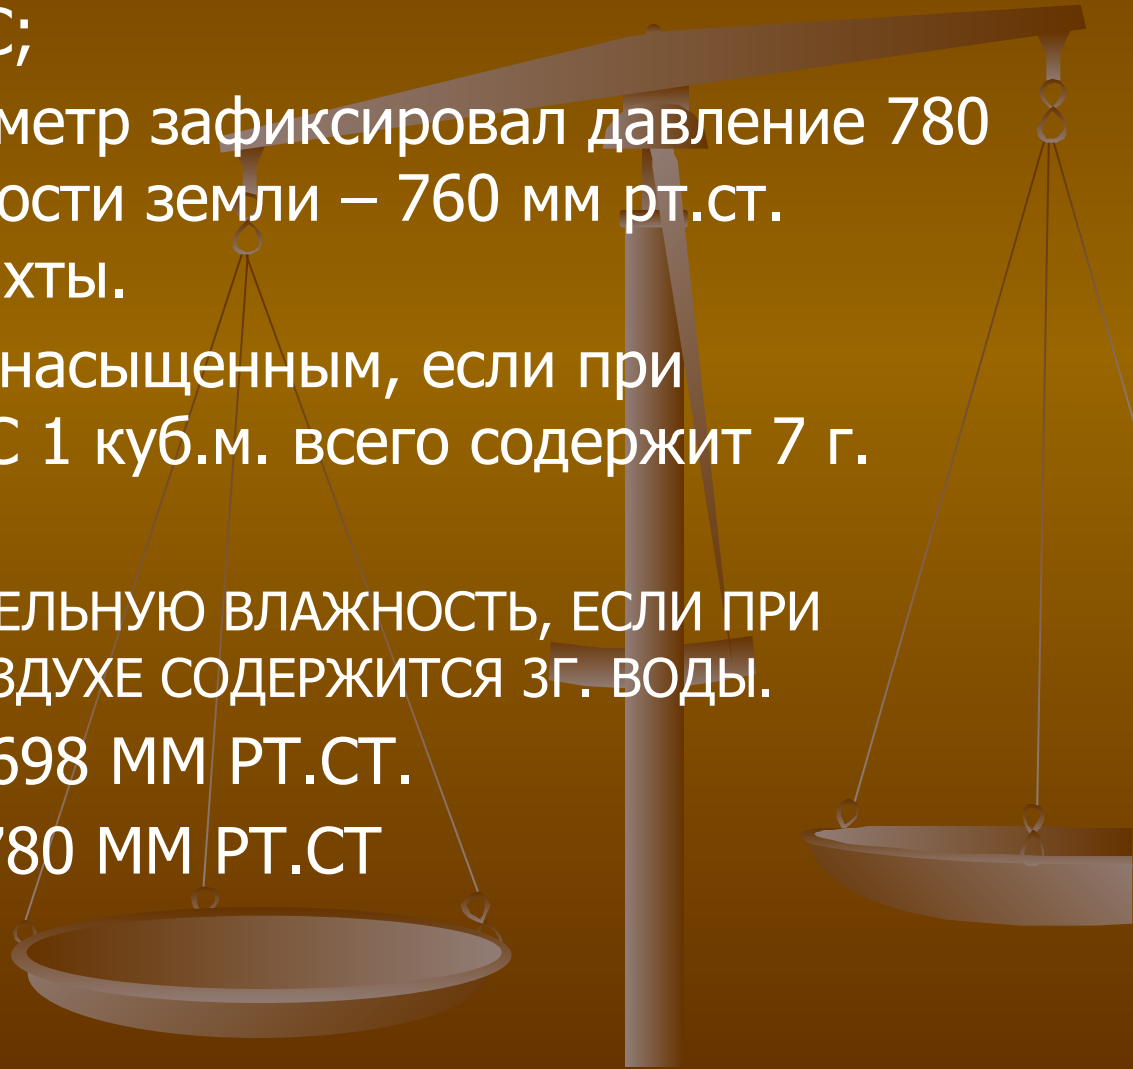 С;
метр зафиксировал давление 780
ости земли – 760 мм рт.ст.
хты.
насыщенным, если при
С 1 куб.м. всего содержит 7 г.
ЕЛЬНУЮ ВЛАЖНОСТЬ, ЕСЛИ ПРИ
ЗДУХЕ СОДЕРЖИТСЯ 3Г. ВОДЫ.
698 ММ РТ.СТ.
780 ММ РТ.СТ